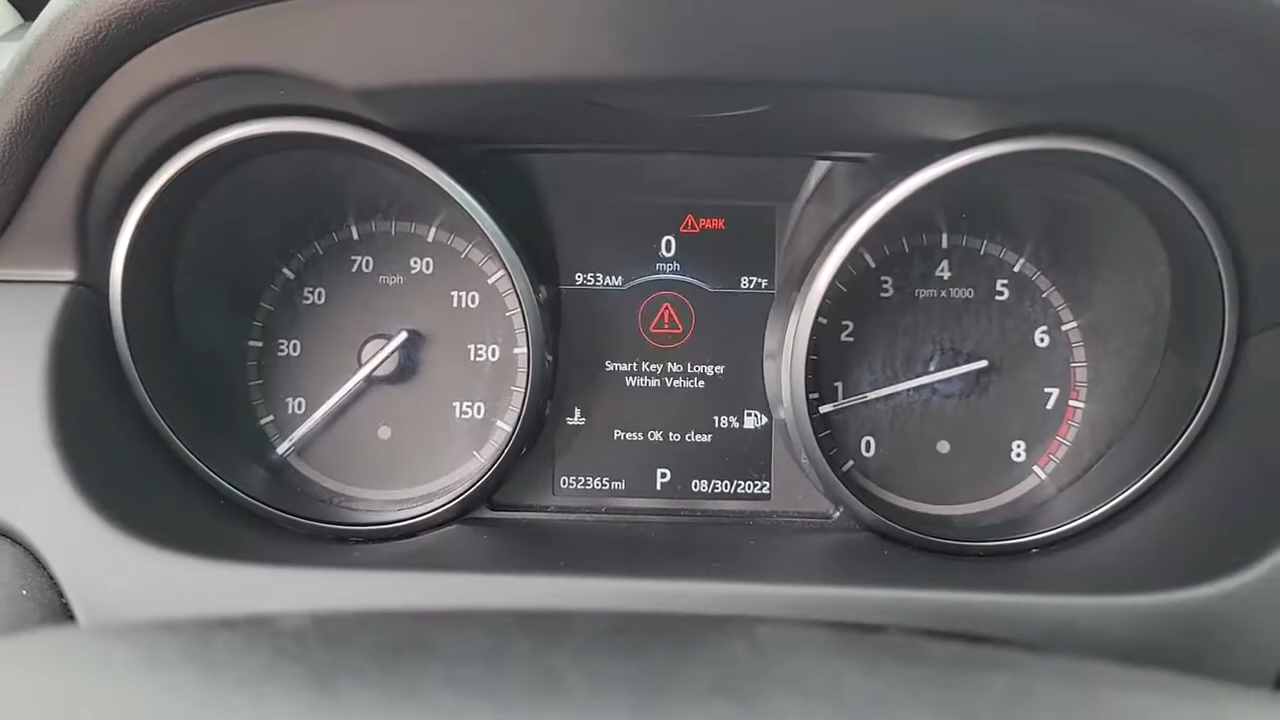 70 90
mph
50 110
30 130
10 150
PARK
0
mph
9:53AM 87°F
Smart Key No Longer
Within Vehicle
18%
Press OK to clear
052365mi P 08/30/2022
4
3 5
rpm x 1000
2 6
1 7
0 8